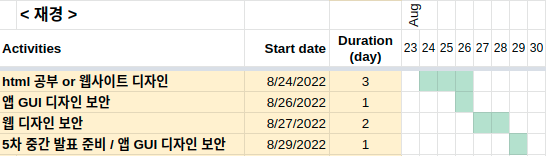 < 재경 >
Aug
Activities Start date Duration (day) 23 24 25 26 27 28 29 30
html 공부 or 웹사이트 디자인 8/24/2022 3
앱 GUI 디자인 보안 8/26/2022 1
웹 디자인 보안 8/27/2022 2
5차 중간 발표 준비 / 앱 GUI 디자인 보안 8/29/2022 1